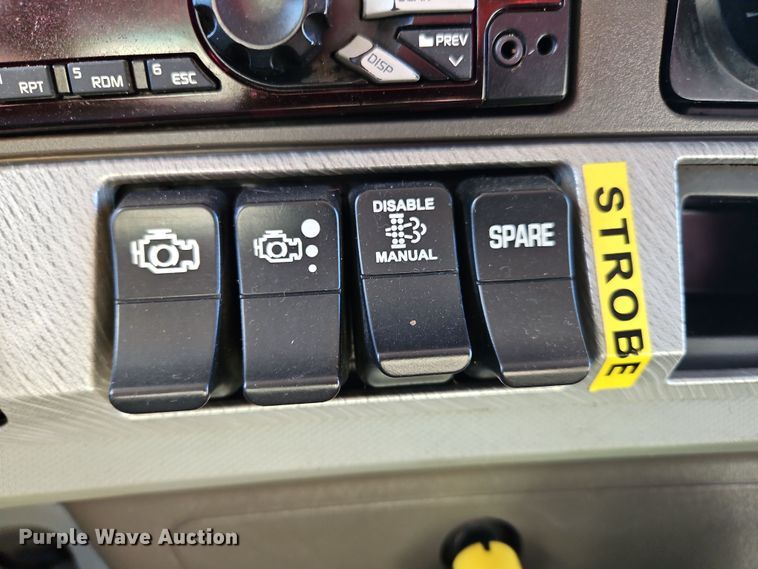 PREV
DISP
RPT
5 RDM
6 ESC
DISABLE
MANUAL
SPARE
STROBE
Purple Wave Auction